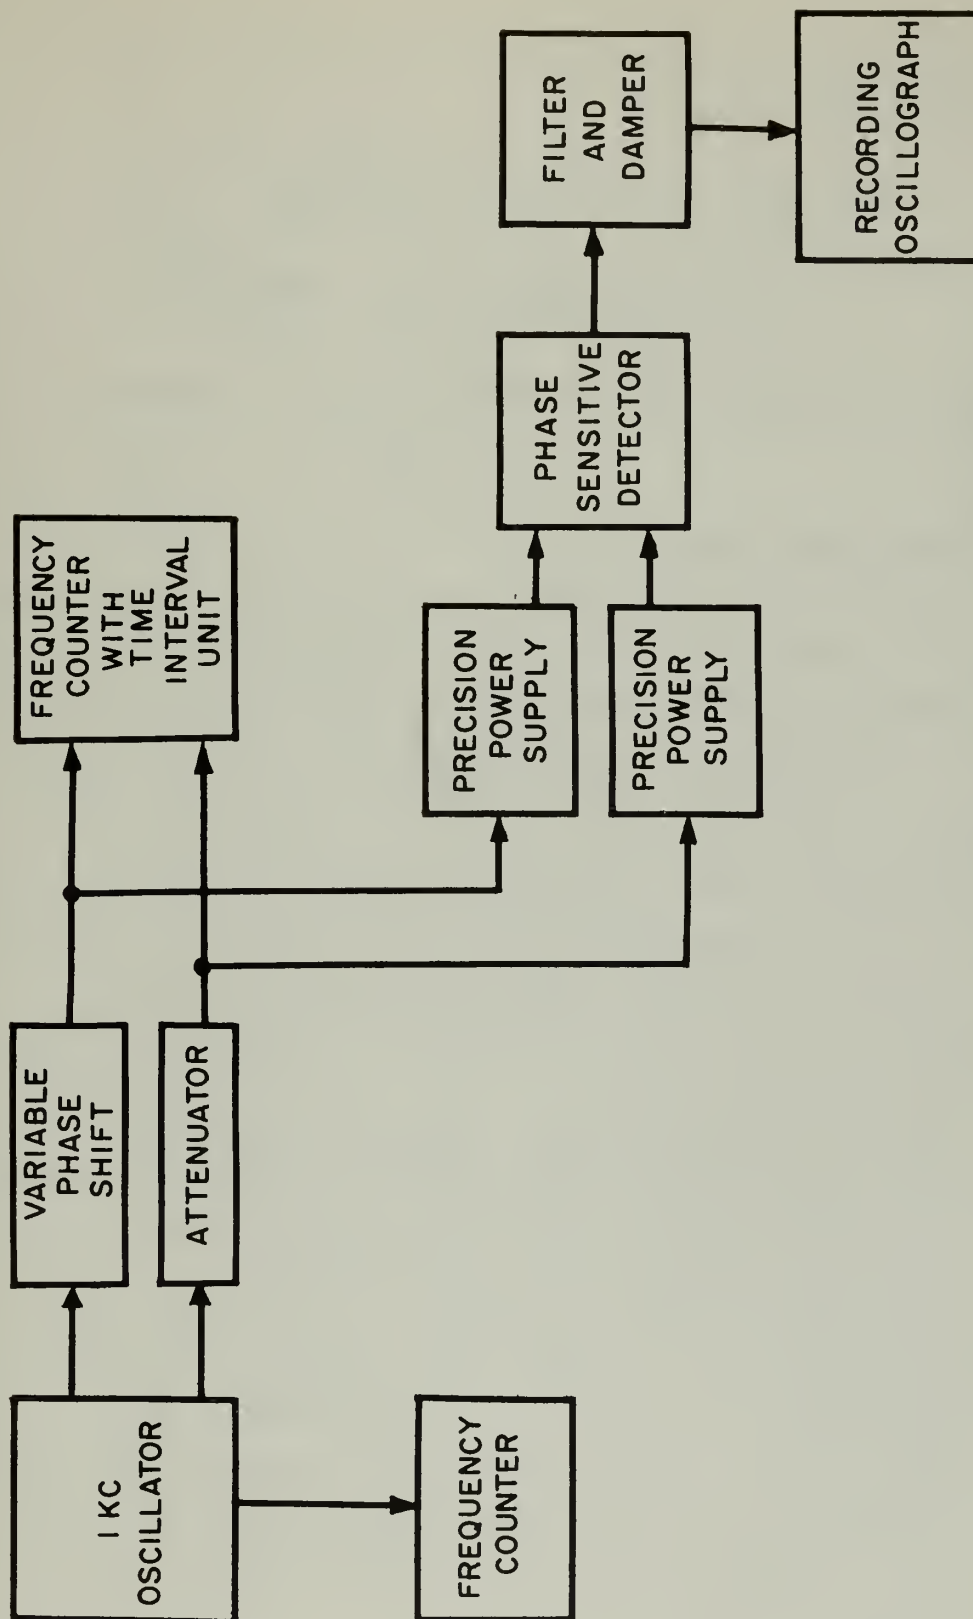 1 KC
OSCILLATOR
FREQUENCY
COUNTER
VARIABLE
PHASE
SHIFT
ATTENUATOR
FREQUENCY
COUNTER
WITH
TIME
INTERVAL
UNIT
PRECISION
POWER
SUPPLY
PRECISION
POWER
SUPPLY
PHASE
SENSITIVE
DETECTOR
FILTER
AND
DAMPER
RECORDING
OSCILLOGRAPH